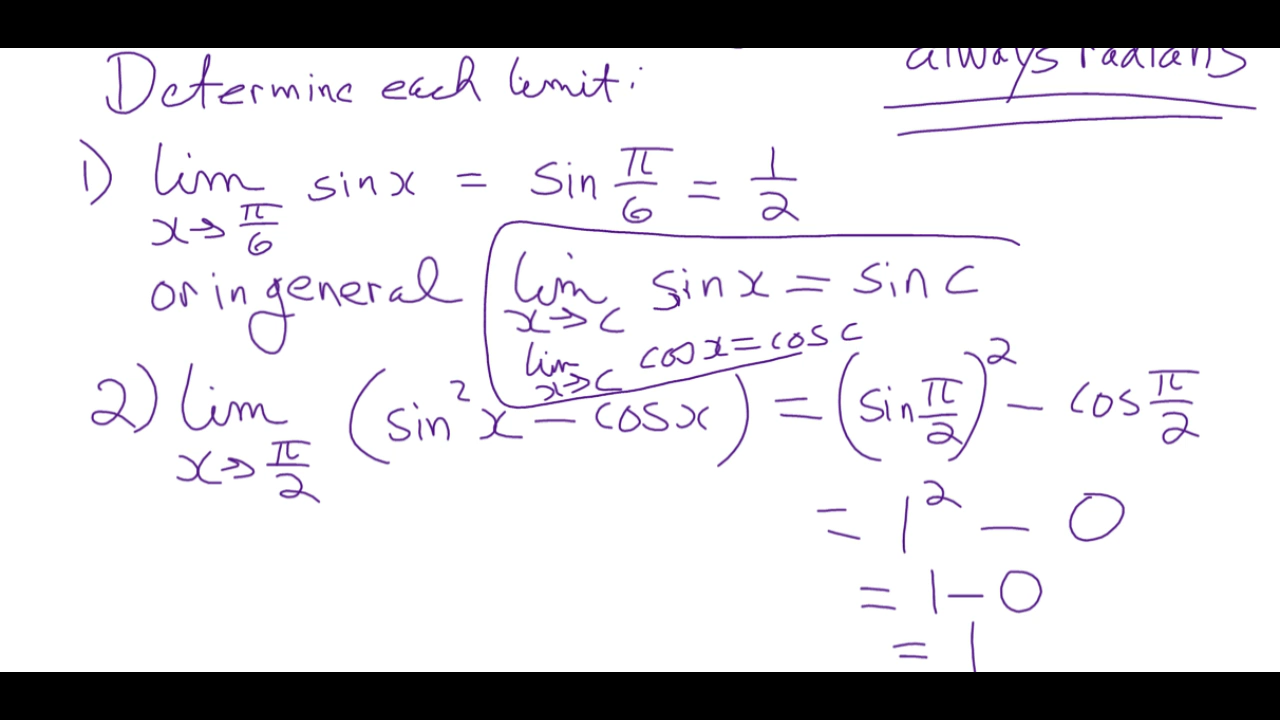 always radians
Determine each limit:
1) lim x→π/6 sin x = sin π/6 = 1/2
or in general lim x→c sin x = sin c
lim x→c cos x = cos c
2) lim x→π/2 (sin²x − cos x) = (sin π/2)² − cos π/2
= 1² − 0
= 1 − 0
= 1